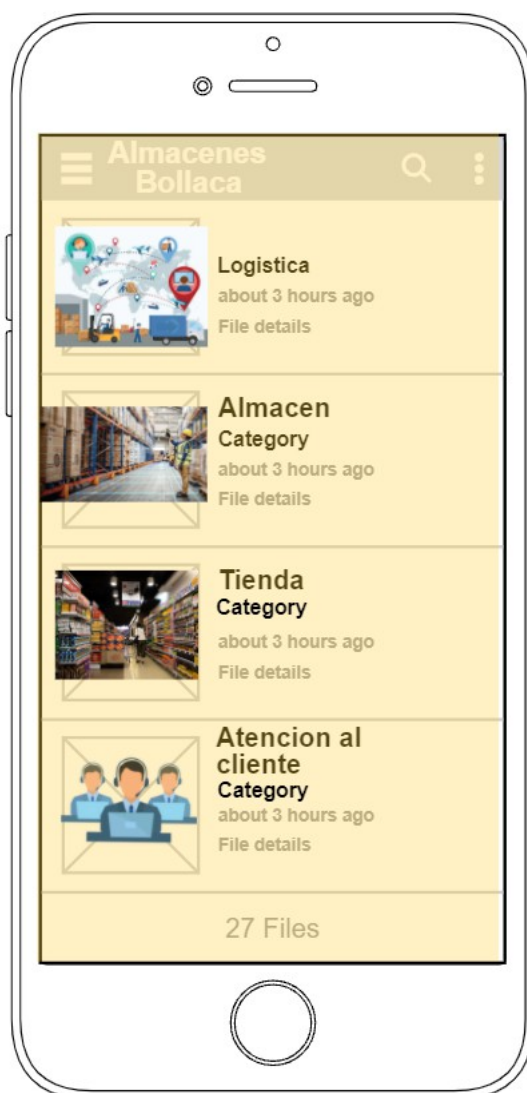 Almacenes
Bollaca
Logistica
about 3 hours ago
File details
Almacen
Category
about 3 hours ago
File details
Tienda
Category
about 3 hours ago
File details
Atencion al
cliente
Category
about 3 hours ago
File details
27 Files